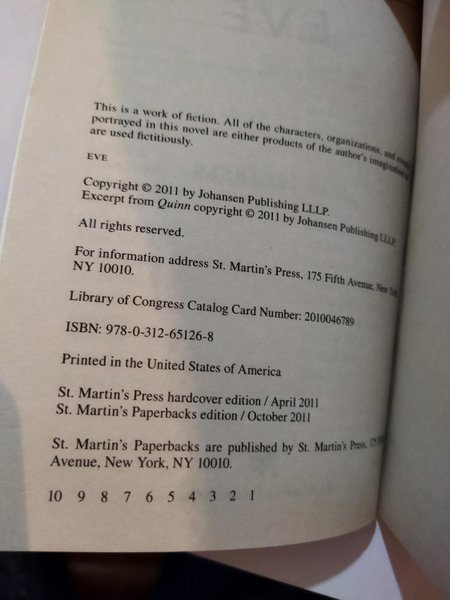 EVE
This is a work of fiction. All of the characters, organizations, and
portrayed in this novel are either products of the author's imagination
are used fictitiously.
EVE
Copyright © 2011 by Johansen Publishing LLLP.
Excerpt from Quinn copyright © 2011 by Johansen Publishing LLLP.
All rights reserved.
For information address St. Martin's Press, 175 Fifth Avenue, New York,
NY 10010.
Library of Congress Catalog Card Number: 2010046789
ISBN: 978-0-312-65126-8
Printed in the United States of America
St. Martin's Press hardcover edition / April 2011
St. Martin's Paperbacks edition / October 2011
St. Martin's Paperbacks are published by St. Martin's Press, 175
Avenue, New York, NY 10010.
10 9 8 7 6 5 4 3 2 1